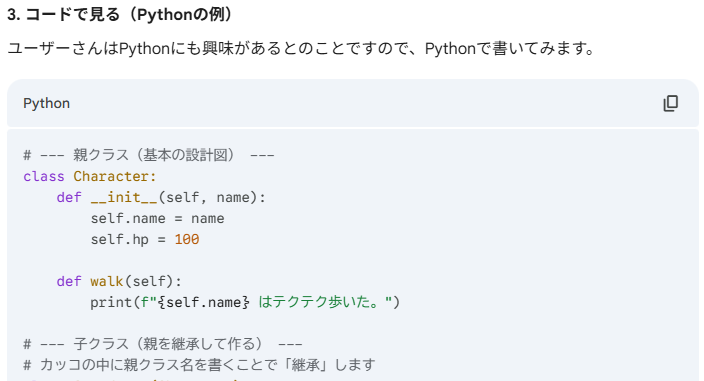 3. コードで見る（Pythonの例）
ユーザーさんはPythonにも興味があるとのことですので、Pythonで書いてみます。
Python
# --- 親クラス（基本の設計図） ---
class Character:
    def __init__(self, name):
        self.name = name
        self.hp = 100

    def walk(self):
        print(f"{self.name} はテクテク歩いた。")

# --- 子クラス（親を継承して作る） ---
# カッコの中に親クラス名を書くことで「継承」します